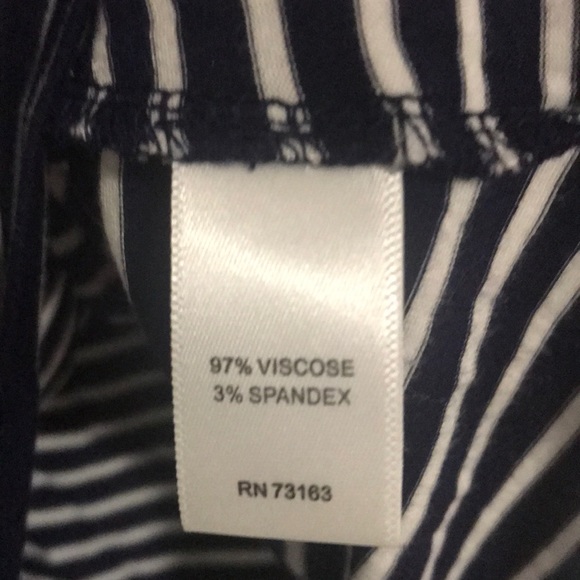 97% VISCOSE
3% SPANDEX
RN 73163